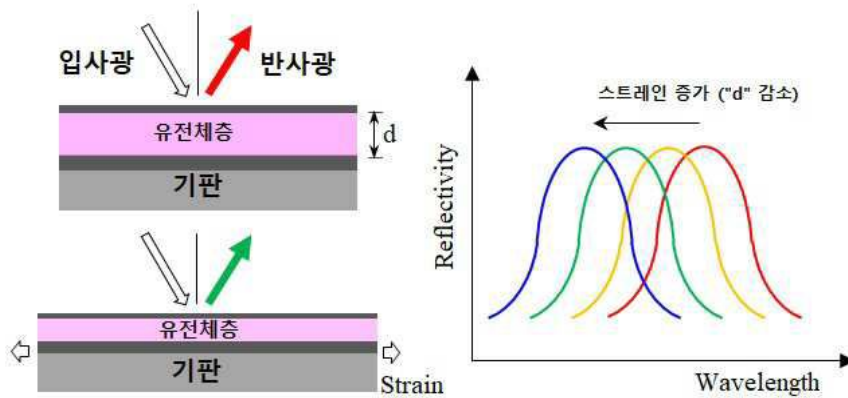 입사광
반사광
유전체층
d
기판
유전체층
기판
Strain
스트레인 증가 ("d" 감소)
Reflectivity
Wavelength